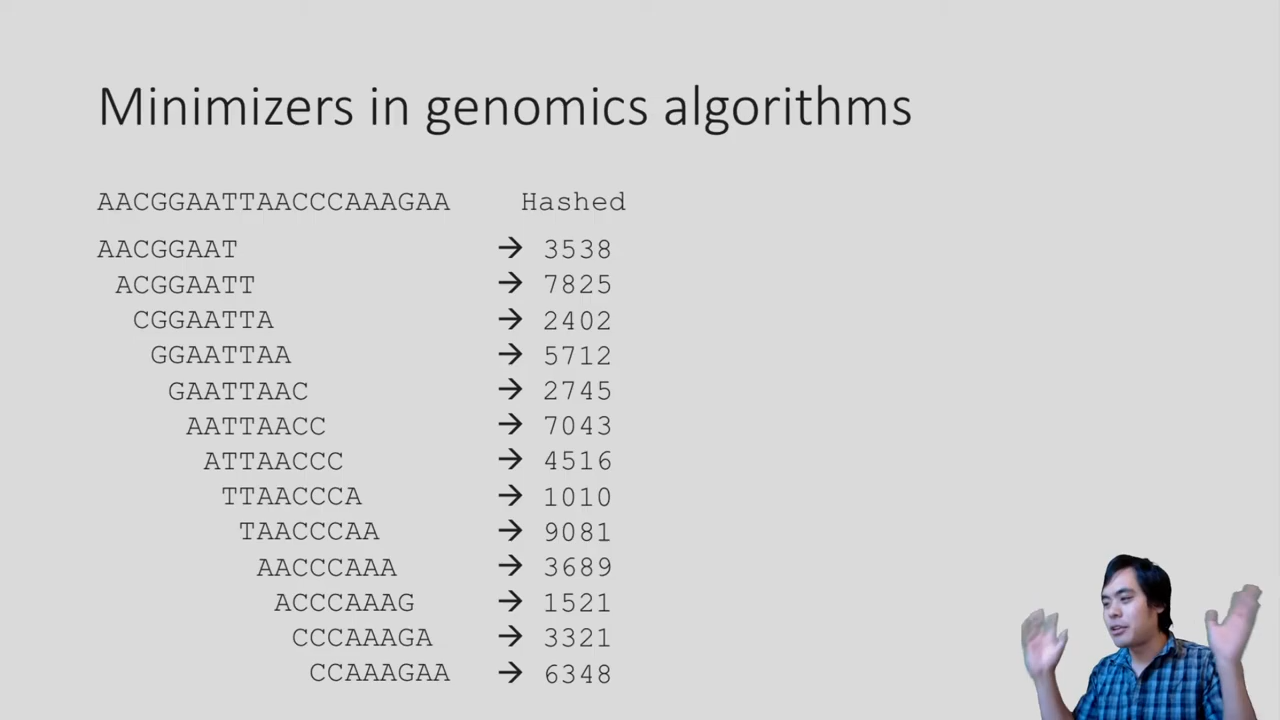 Minimizers in genomics algorithms
AACGGAATTAACCCAAAGAA Hashed
AACGGAAT → 3538
ACGGAATT → 7825
CGGAATTA → 2402
GGAATTAA → 5712
GAATTAAC → 2745
AATTAACC → 7043
ATTAACCC → 4516
TTAACCCA → 1010
TAACCCAA → 9081
AACCCAAA → 3689
ACCCAAAG → 1521
CCCAAAGA → 3321
CCAAAGAA → 6348